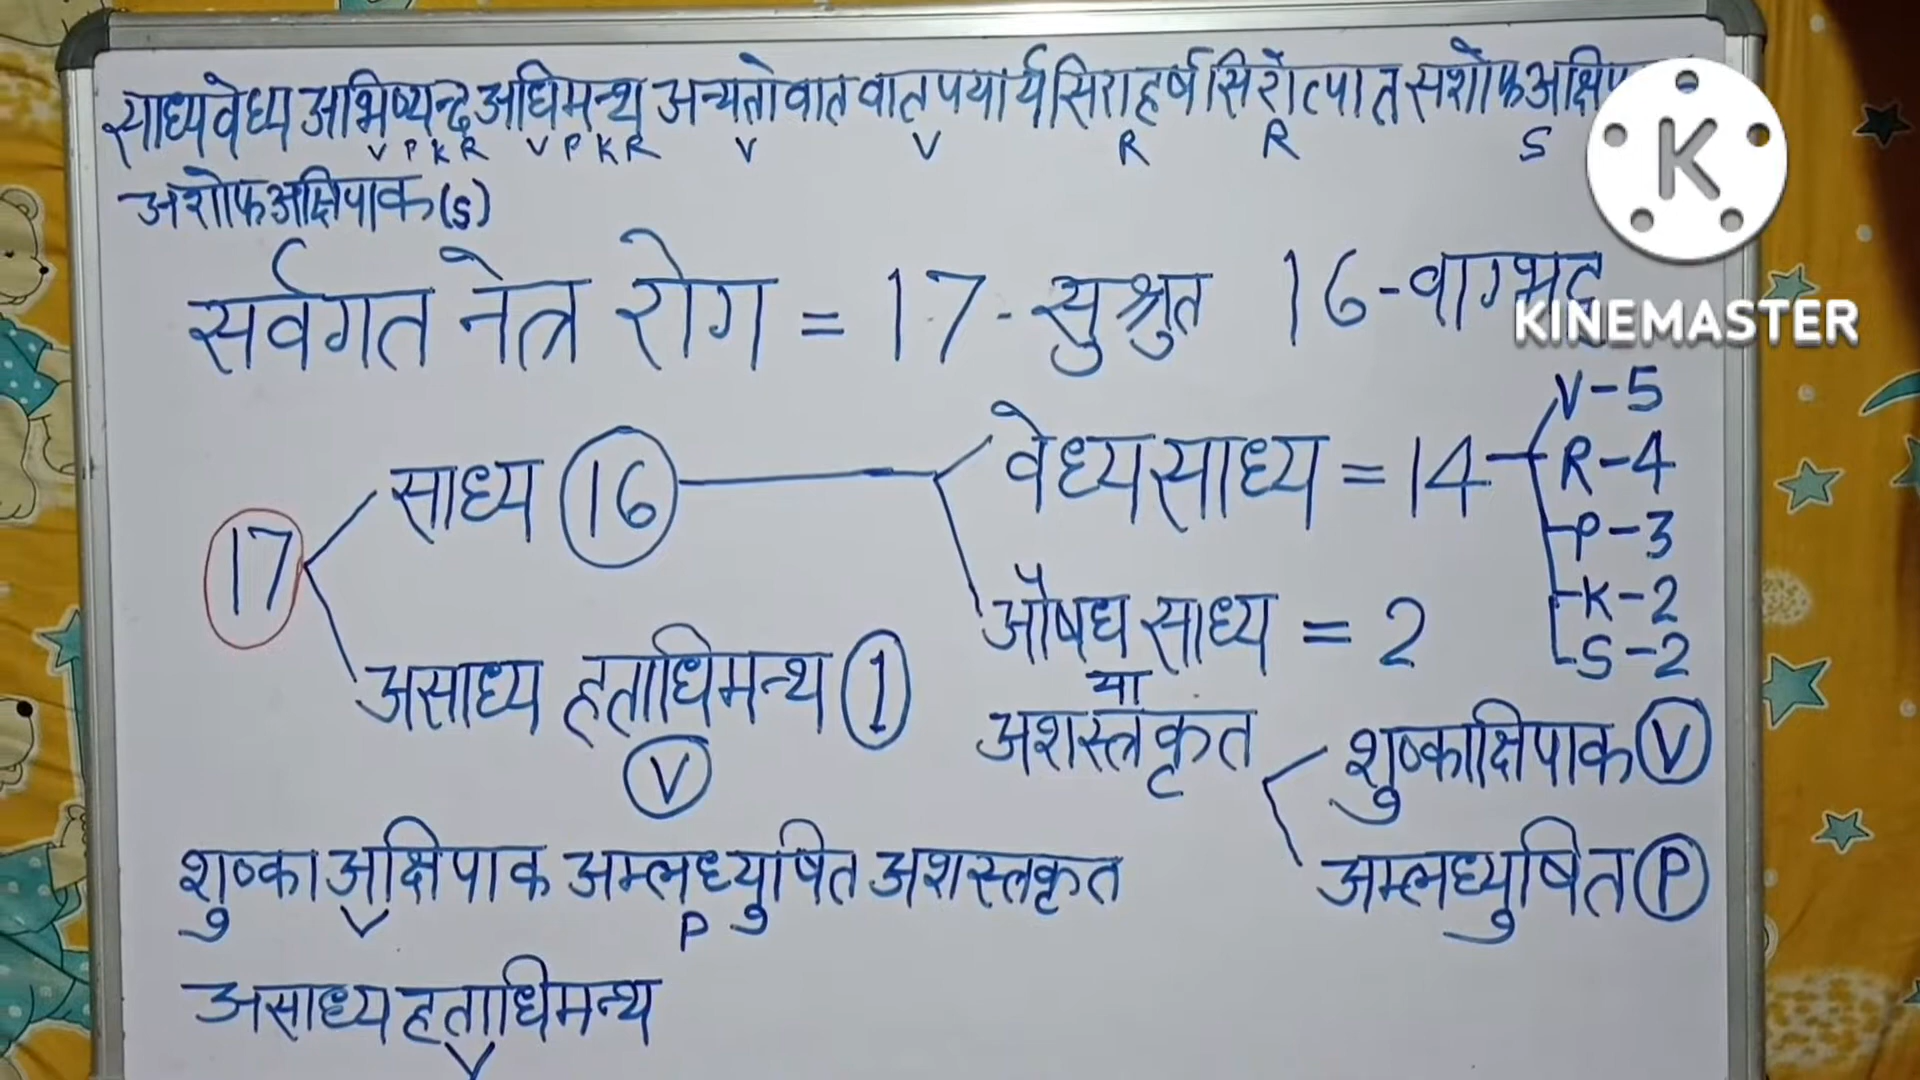 साध्यवेध्य अभिष्यन्द अधिमन्थ अन्यतोवात वातपर्याय सिराहर्ष सिरोत्पात सशोफ
V P K R V P K R V V R R S
अशोफ अक्षिपाक (S)
सर्वगत नेत्र रोग = 17 - सुश्रुत 16 - वाग्भट
K
KINEMASTER
V-5
साध्य 16 वेध्यसाध्य = 14 R-4
17 P-3
K-2
औषध साध्य = 2 S-2
असाध्य हताधिमन्थ 1 या
V अशस्त्रकृत शुष्काक्षिपाक V
शुष्का अक्षिपाक अम्लध्युषित अशस्त्रकृत अम्लध्युषित P
V P
असाध्य हताधिमन्थ
V